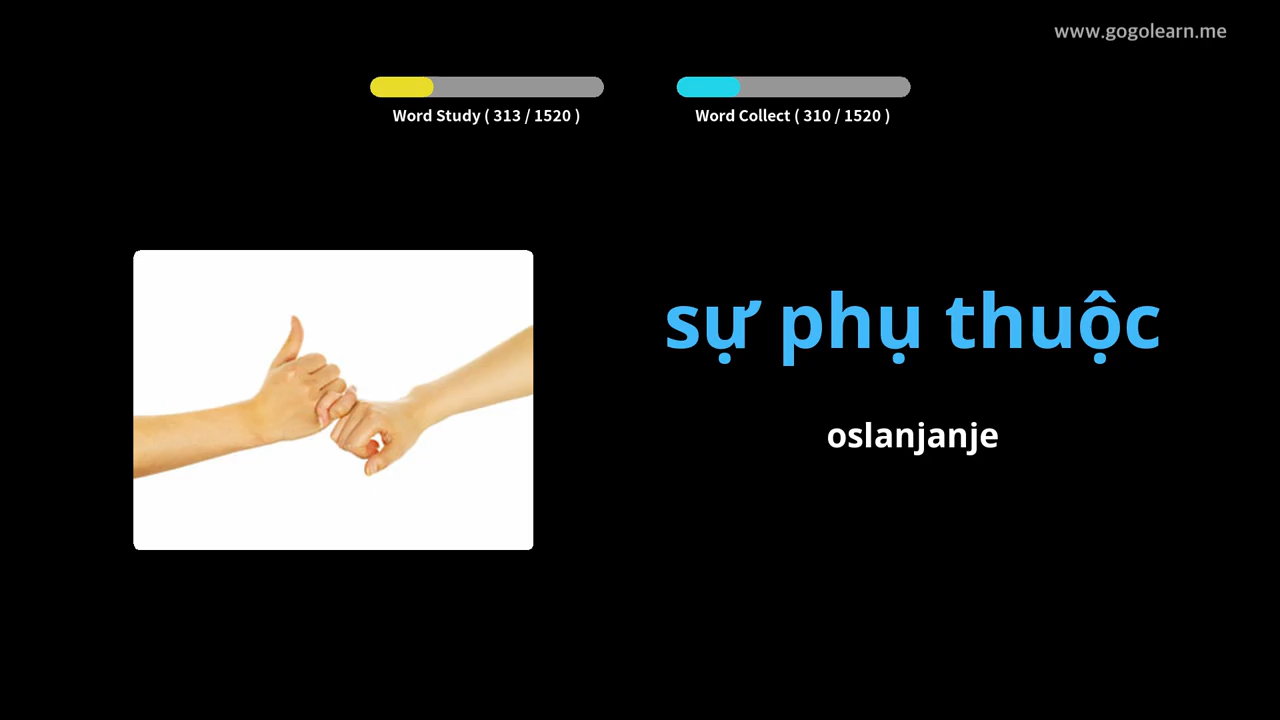 www.gogolearn.me
Word Study ( 313 / 1520 )
Word Collect ( 310 / 1520 )
sự phụ thuộc
oslanjanje